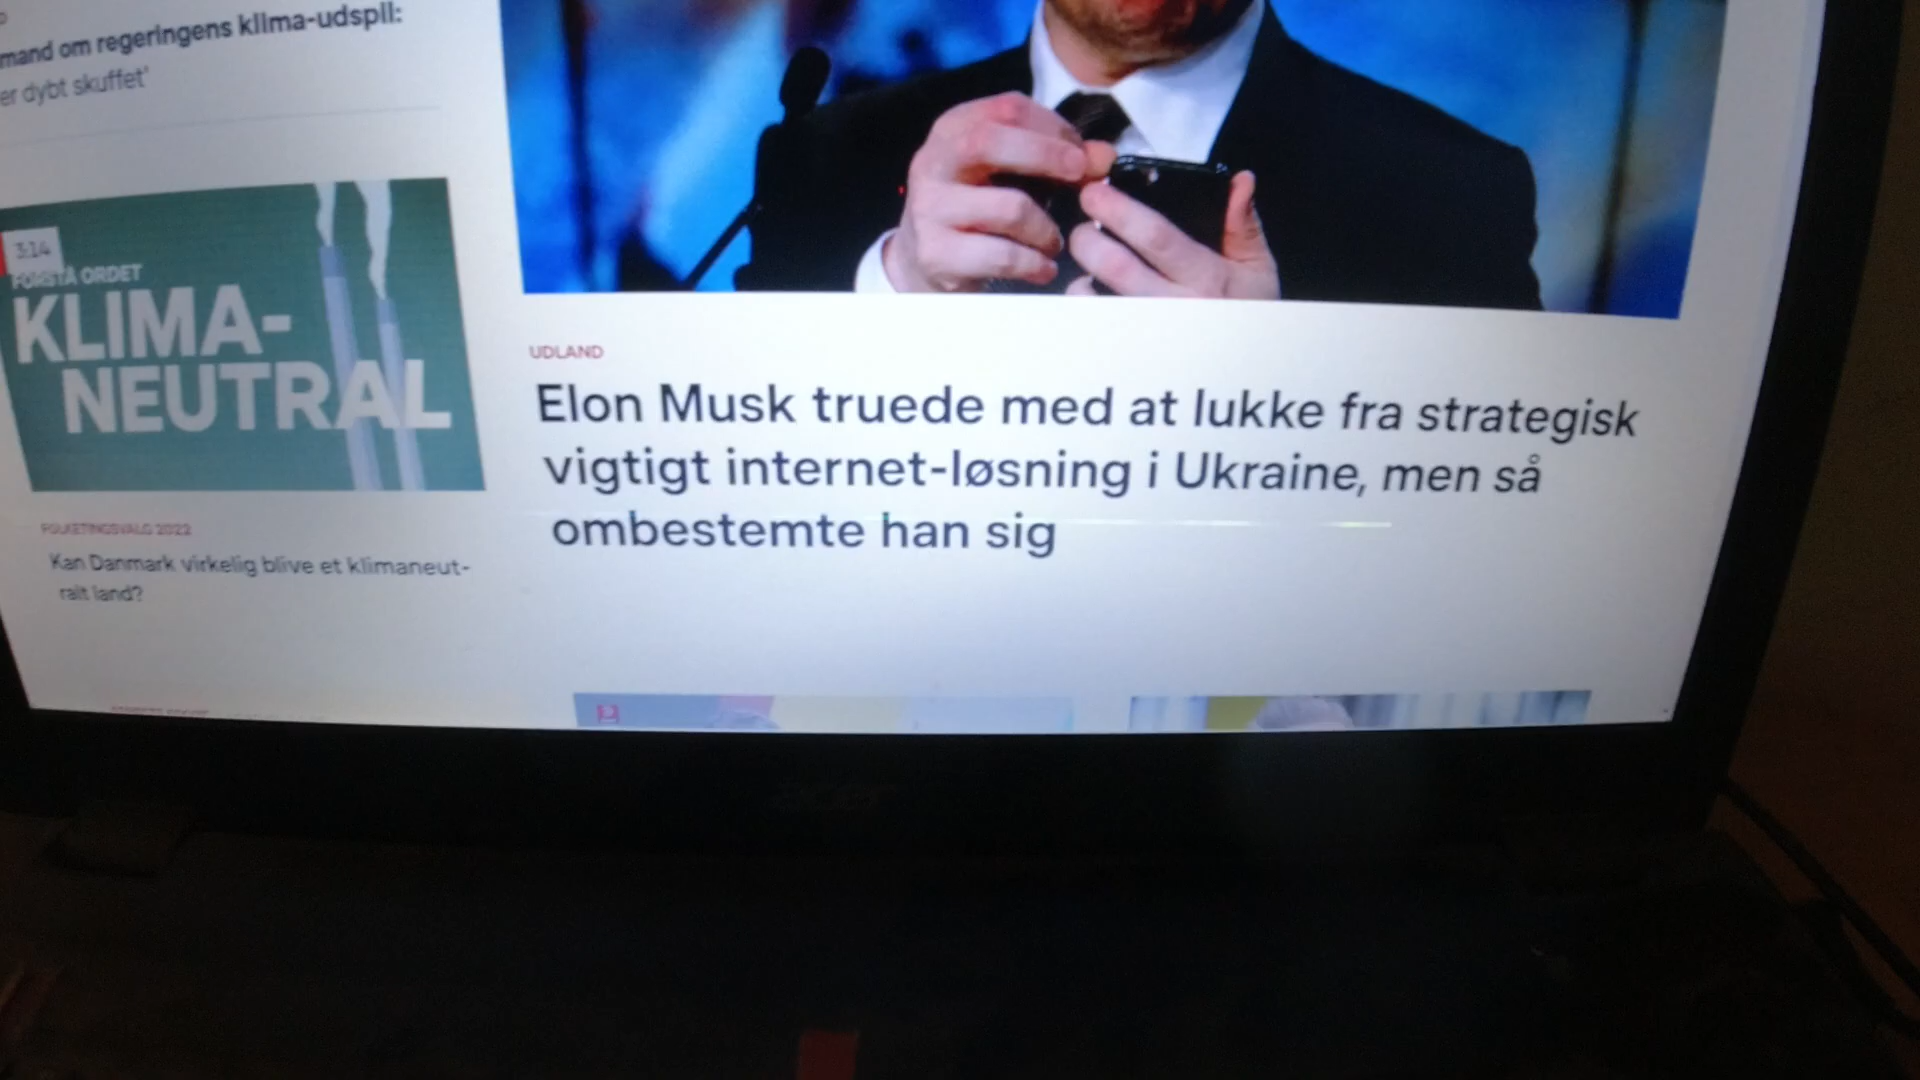 mand om regeringens klima-udspil:
er dybt skuffet'
3:14
FORSTÅ ORDET
KLIMA-
NEUTRAL
FOLKETINGSVALG 2022
Kan Danmark virkelig blive et klimaneut-
ralt land?
UDLAND
Elon Musk truede med at lukke fra strategisk
vigtigt internet-løsning i Ukraine, men så
ombestemte han sig
acer